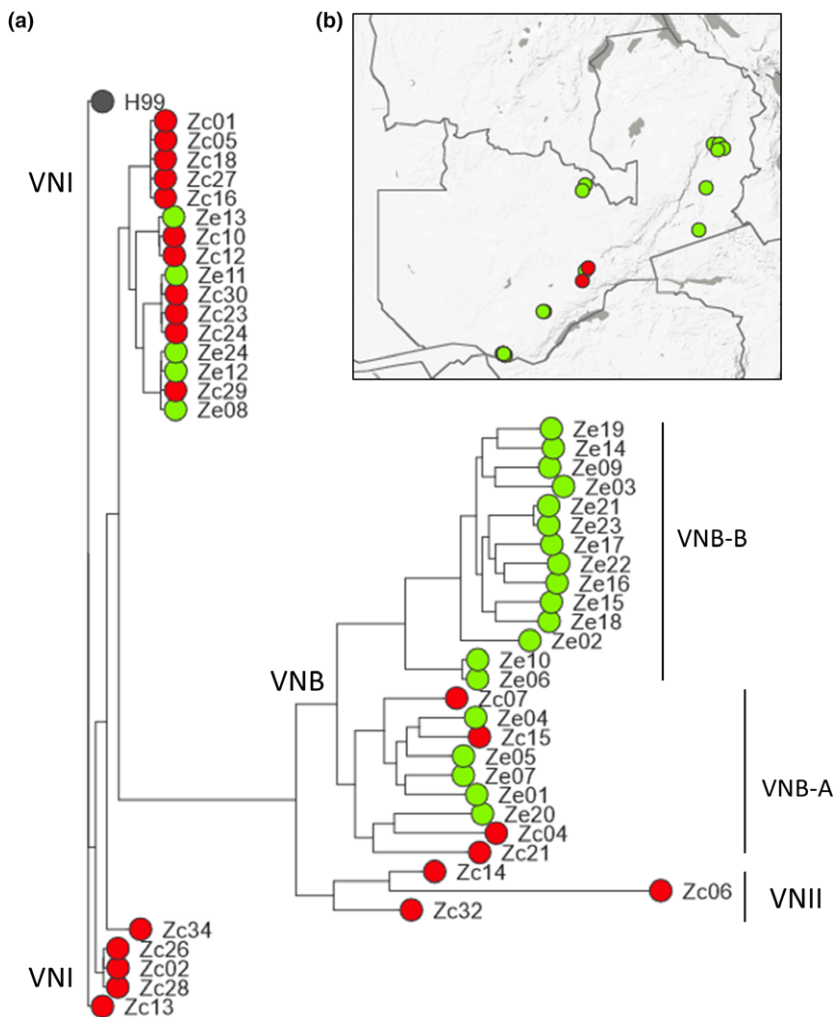 (a)
(b)
H99
Zc01
Zc05
VNI
Zc18
Zc27
Zc16
Ze13
Zc10
Zc12
Ze11
Zc30
Zc23
Zc24
Ze24
Ze12
Zc29
Ze08
Ze19
Ze14
Ze09
Ze03
Ze21
Ze23
VNB-B
Ze17
Ze22
Ze16
Ze15
Ze18
Ze02
Ze10
VNB
Ze06
Zc07
Ze04
Zc15
Ze05
Ze07
VNB-A
Ze01
Ze20
Zc04
Zc21
Zc14
Zc06
VNII
Zc32
Zc34
Zc26
Zc02
VNI
Zc28
Zc13